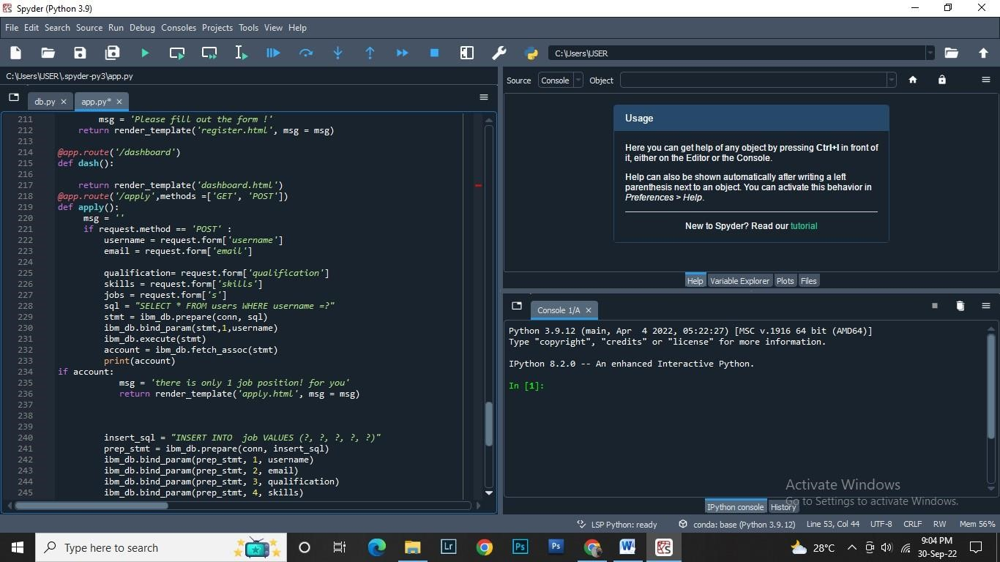 Spyder (Python 3.9)
File Edit Search Source Run Debug Consoles Projects Tools View Help
C:\Users\USER
C:\Users\USER\.spyder-py3\app.py
db.py
app.py*
211 msg = 'Please fill out the form !'
212 return render_template('register.html', msg = msg)
213
214 @app.route('/dashboard')
215 def dash():
216
217 return render_template('dashboard.html')
218 @app.route('/apply',methods =['GET', 'POST'])
219 def apply():
220 msg = ''
221 if request.method == 'POST' :
222 username = request.form['username']
223 email = request.form['email']
224
225 qualification= request.form['qualification']
226 skills = request.form['skills']
227 jobs = request.form['s']
228 sql = "SELECT * FROM users WHERE username =?"
229 stmt = ibm_db.prepare(conn, sql)
230 ibm_db.bind_param(stmt,1,username)
231 ibm_db.execute(stmt)
232 account = ibm_db.fetch_assoc(stmt)
233 print(account)
234 if account:
235 msg = 'there is only 1 job position! for you'
236 return render_template('apply.html', msg = msg)
237
238
239
240 insert_sql = "INSERT INTO  job VALUES (?, ?, ?, ?, ?)"
241 prep_stmt = ibm_db.prepare(conn, insert_sql)
242 ibm_db.bind_param(prep_stmt, 1, username)
243 ibm_db.bind_param(prep_stmt, 2, email)
244 ibm_db.bind_param(prep_stmt, 3, qualification)
245 ibm_db.bind_param(prep_stmt, 4, skills)
Source Console Object
Usage
Here you can get help of any object by pressing Ctrl+I in front of
it, either on the Editor or the Console.
Help can also be shown automatically after writing a left
parenthesis next to an object. You can activate this behavior in
Preferences > Help.
New to Spyder? Read our tutorial
Help Variable Explorer Plots Files
Console 1/A
Python 3.9.12 (main, Apr  4 2022, 05:22:27) [MSC v.1916 64 bit (AMD64)]
Type "copyright", "credits" or "license" for more information.
IPython 8.2.0 -- An enhanced Interactive Python.
In [1]:
Activate Windows
Go to Settings to activate Windows.
IPython console History
LSP Python: ready conda: base (Python 3.9.12) Line 53, Col 44 UTF-8 CRLF RW Mem 56%
Type here to search
Lr
Ps
Ps
W
28°C
9:04 PM
30-Sep-22